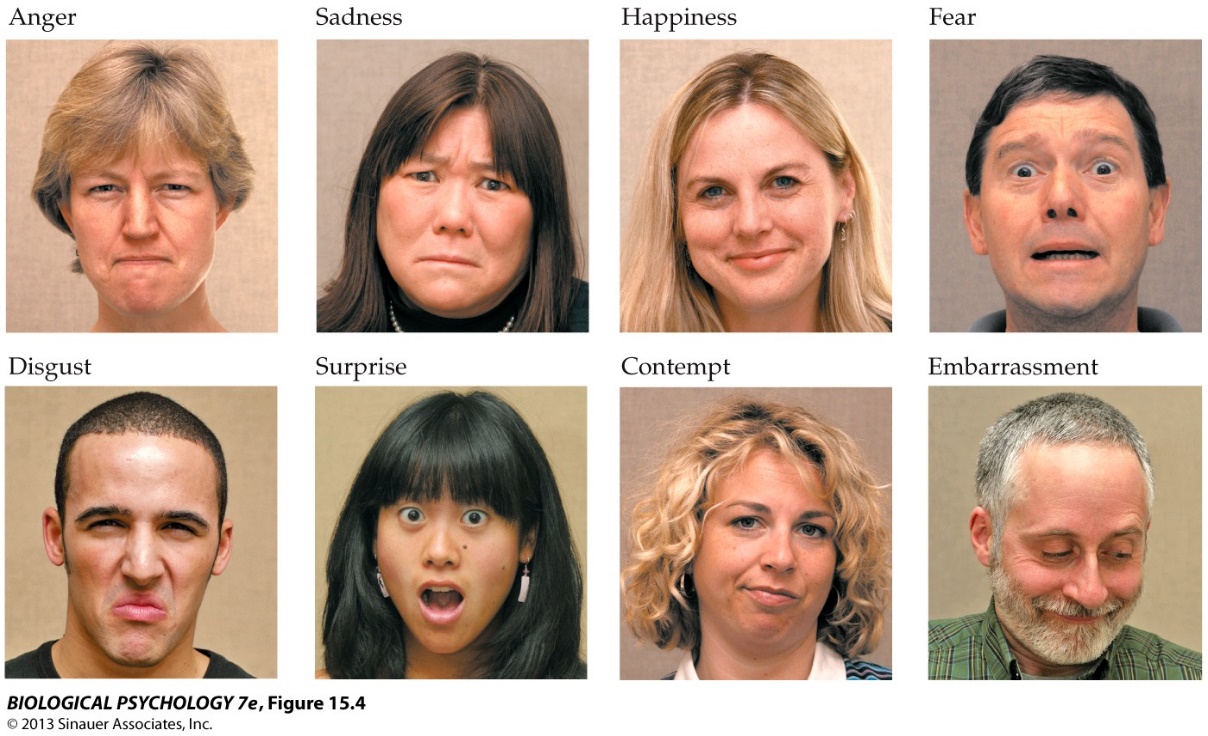 Anger Sadness Happiness Fear
Disgust Surprise Contempt Embarrassment
BIOLOGICAL PSYCHOLOGY 7e, Figure 15.4
© 2013 Sinauer Associates, Inc.